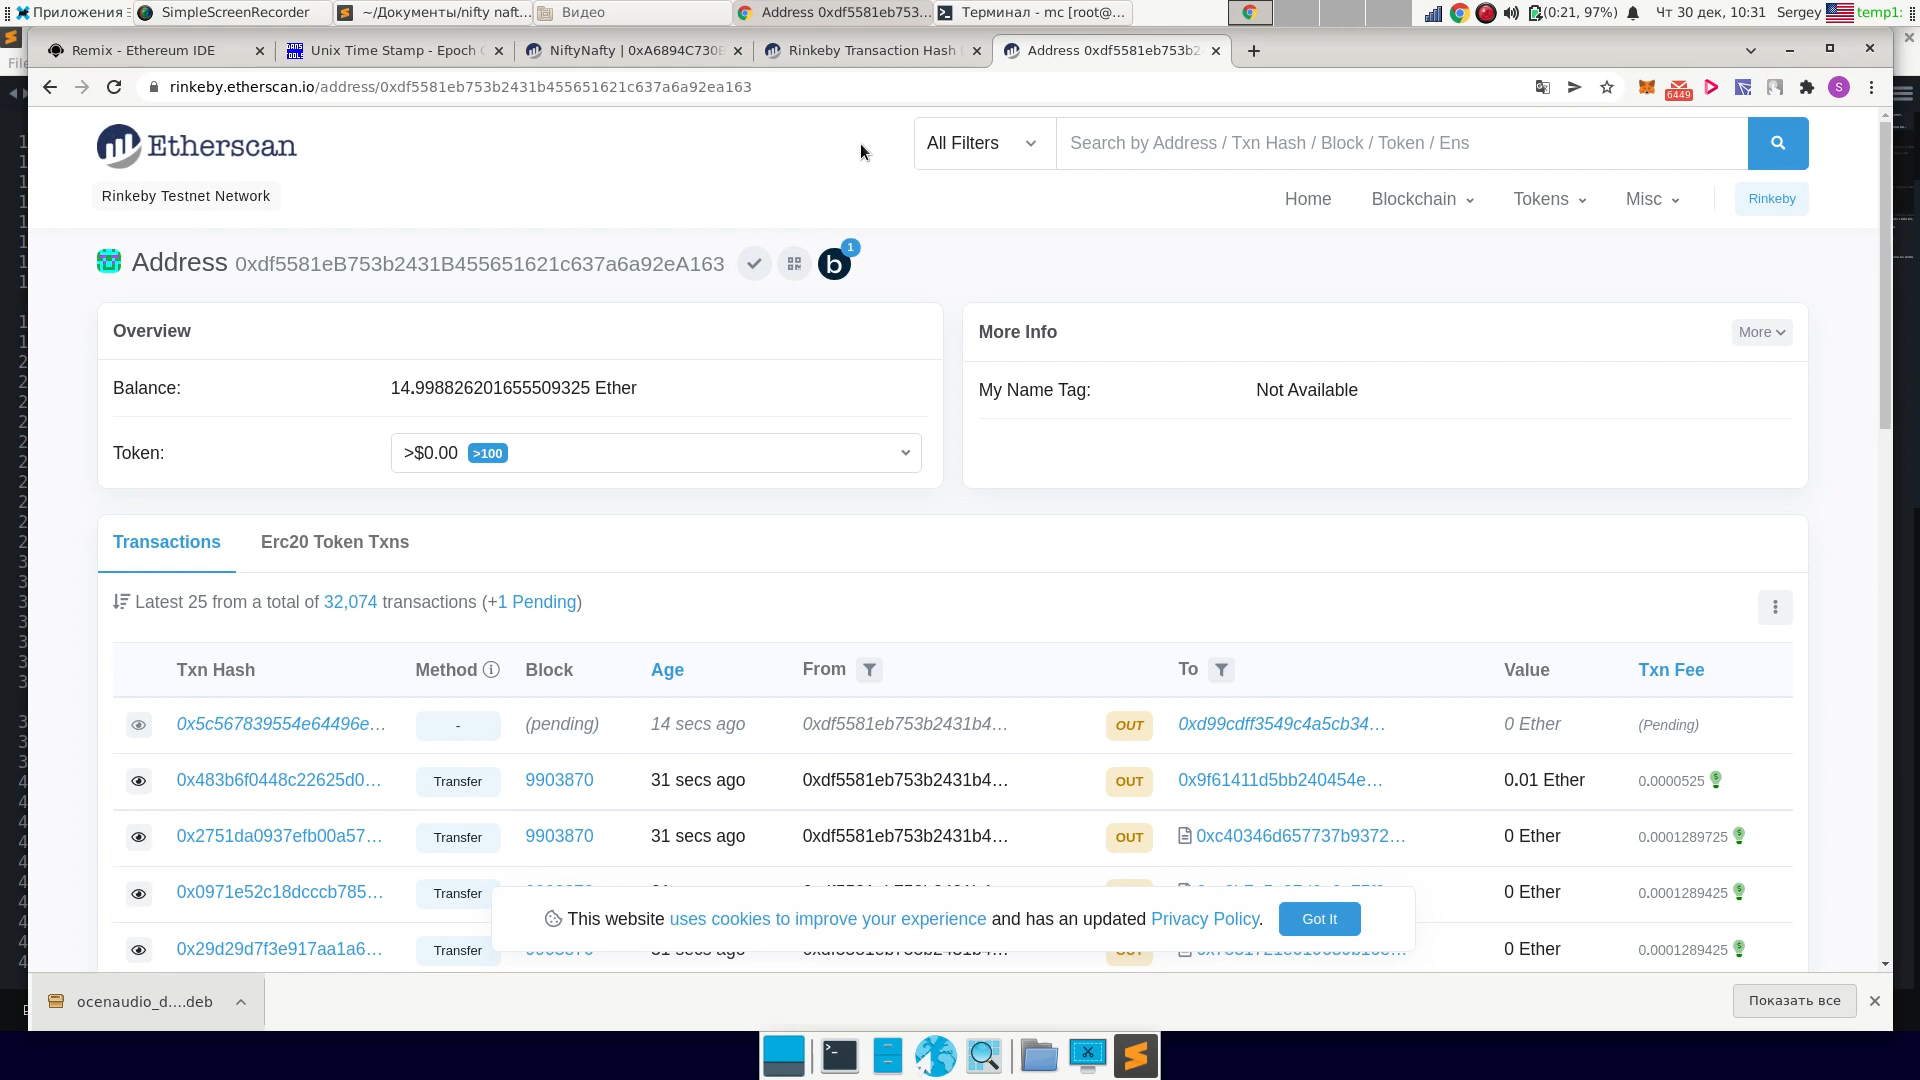 Приложения
SimpleScreenRecorder
~/Документы/nifty naft...
Видео
Address 0xdf5581eb753...
Терминал - mc [root@...
(0:21, 97%)
Чт 30 дек, 10:31
Sergey
temp1:
File
Remix - Ethereum IDE
Unix Time Stamp - Epoch
NiftyNafty | 0xA6894C730
Rinkeby Transaction Hash
Address 0xdf5581eb753b2
rinkeby.etherscan.io/address/0xdf5581eb753b2431b455651621c637a6a92ea163
6449
S
Etherscan
All Filters
Search by Address / Txn Hash / Block / Token / Ens
Rinkeby Testnet Network
Home
Blockchain
Tokens
Misc
Rinkeby
Address 0xdf5581eB753b2431B455651621c637a6a92eA163
b
1
Overview
Balance:
14.998826201655509325 Ether
Token:
>$0.00 >100
More Info
More
My Name Tag:
Not Available
Transactions
Erc20 Token Txns
Latest 25 from a total of 32,074 transactions (+1 Pending)
Txn Hash Method Block Age From To Value Txn Fee
0x5c567839554e64496e... - (pending) 14 secs ago 0xdf5581eb753b2431b4... OUT 0xd99cdff3549c4a5cb34... 0 Ether (Pending)
0x483b6f0448c22625d0... Transfer 9903870 31 secs ago 0xdf5581eb753b2431b4... OUT 0x9f61411d5bb240454e... 0.01 Ether 0.0000525
0x2751da0937efb00a57... Transfer 9903870 31 secs ago 0xdf5581eb753b2431b4... OUT 0xc40346d657737b9372... 0 Ether 0.0001289725
0x0971e52c18dcccb785... Transfer 0 Ether 0.0001289425
This website uses cookies to improve your experience and has an updated Privacy Policy.
Got It
0x29d29d7f3e917aa1a6... Transfer 0 Ether 0.0001289425
ocenaudio_d....deb
Показать все